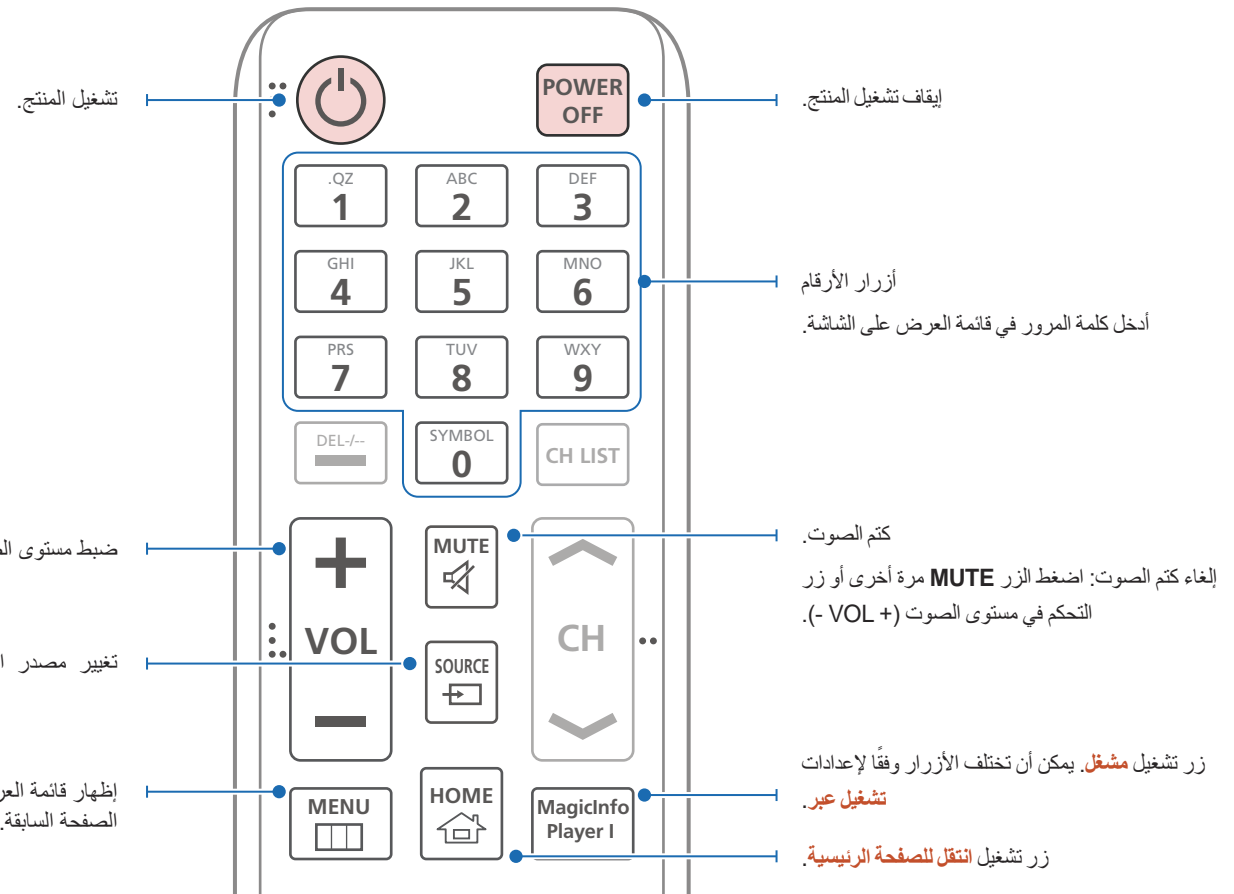 تشغيل المنتج.
POWER
OFF
إيقاف تشغيل المنتج.
.QZ
1
ABC
2
DEF
3
GHI
4
JKL
5
MNO
6
أزرار الأرقام
أدخل كلمة المرور في قائمة العرض على الشاشة.
PRS
7
TUV
8
WXY
9
DEL-/--
SYMBOL
0
CH LIST
ضبط مستوى
VOL
MUTE
CH
كتم الصوت.
إلغاء كتم الصوت: اضغط الزر MUTE مرة أخرى أو زر
التحكم في مستوى الصوت (+ VOL -).
تغيير مصدر
SOURCE
إظهار قائمة
الصفحة السابقة.
MENU
HOME
MagicInfo
Player I
زر تشغيل مشغل. يمكن أن تختلف الأزرار وفقًا لإعدادات
تشغيل عبر.
زر تشغيل انتقل للصفحة الرئيسية.